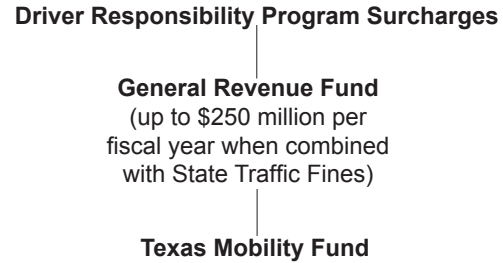 Driver Responsibility Program Surcharges
General Revenue Fund
(up to $250 million per
fiscal year when combined
with State Traffic Fines)
Texas Mobility Fund